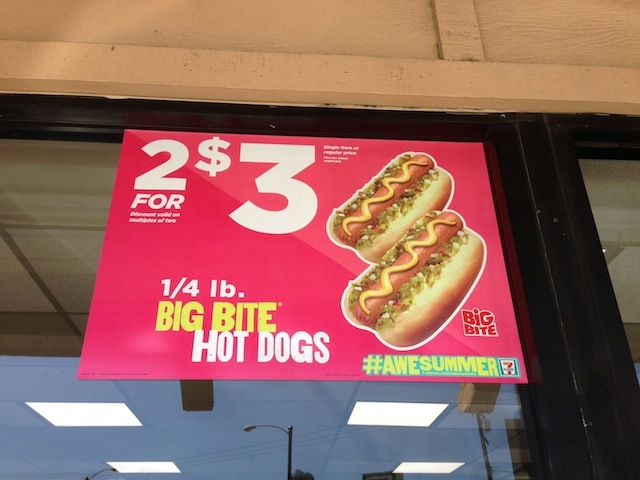 2 FOR $3
Discount valid on
multiples of two
Single item at
regular price
1/4 lb.
BIG BITE®
HOT DOGS
BiG
BITE
#AWESUMMER
7